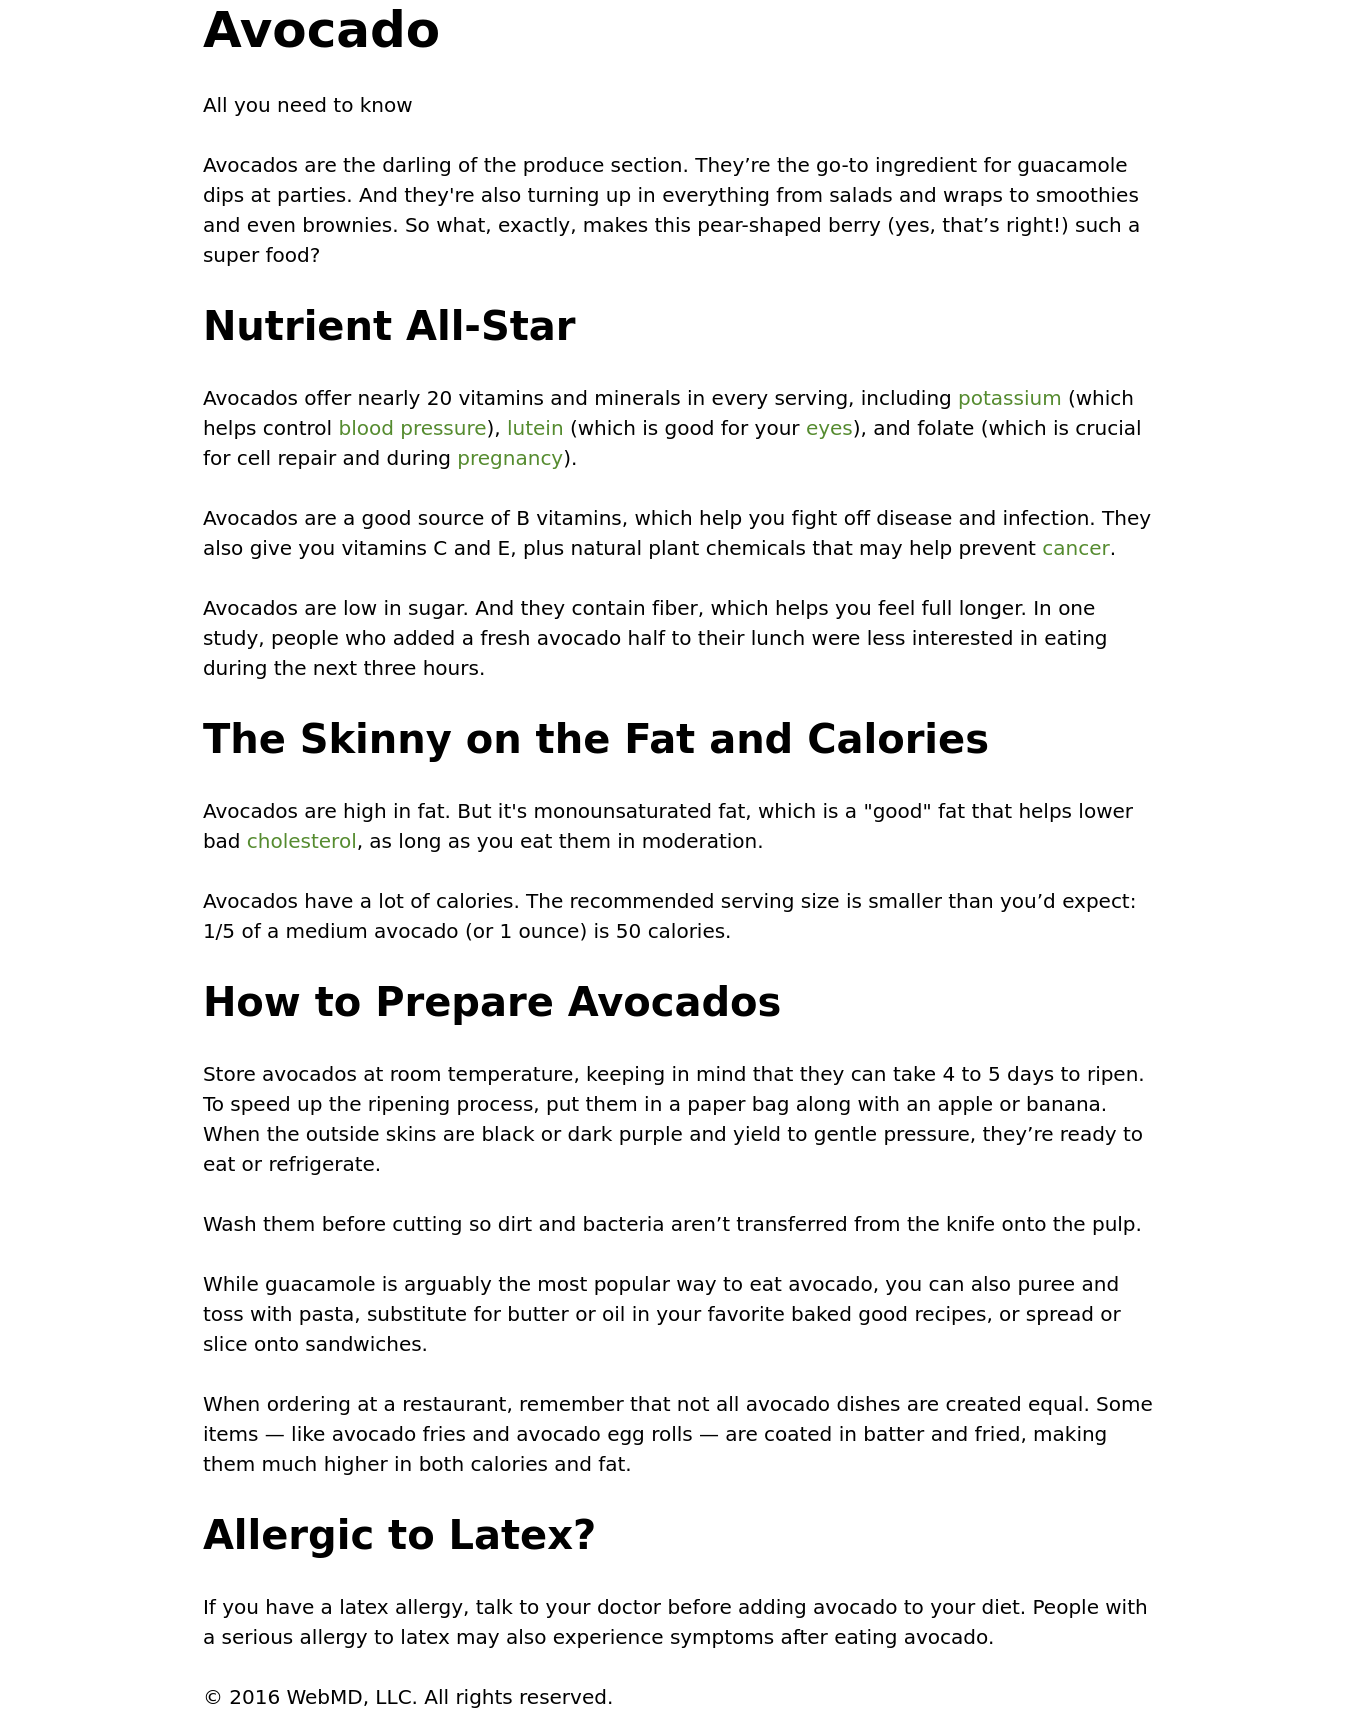 Avocado
All you need to know
Avocados are the darling of the produce section. They’re the go-to ingredient for guacamole
dips at parties. And they're also turning up in everything from salads and wraps to smoothies
and even brownies. So what, exactly, makes this pear-shaped berry (yes, that’s right!) such a
super food?
Nutrient All-Star
Avocados offer nearly 20 vitamins and minerals in every serving, including potassium (which
helps control blood pressure), lutein (which is good for your eyes), and folate (which is crucial
for cell repair and during pregnancy).
Avocados are a good source of B vitamins, which help you fight off disease and infection. They
also give you vitamins C and E, plus natural plant chemicals that may help prevent cancer.
Avocados are low in sugar. And they contain fiber, which helps you feel full longer. In one
study, people who added a fresh avocado half to their lunch were less interested in eating
during the next three hours.
The Skinny on the Fat and Calories
Avocados are high in fat. But it's monounsaturated fat, which is a "good" fat that helps lower
bad cholesterol, as long as you eat them in moderation.
Avocados have a lot of calories. The recommended serving size is smaller than you’d expect:
1/5 of a medium avocado (or 1 ounce) is 50 calories.
How to Prepare Avocados
Store avocados at room temperature, keeping in mind that they can take 4 to 5 days to ripen.
To speed up the ripening process, put them in a paper bag along with an apple or banana.
When the outside skins are black or dark purple and yield to gentle pressure, they’re ready to
eat or refrigerate.
Wash them before cutting so dirt and bacteria aren’t transferred from the knife onto the pulp.
While guacamole is arguably the most popular way to eat avocado, you can also puree and
toss with pasta, substitute for butter or oil in your favorite baked good recipes, or spread or
slice onto sandwiches.
When ordering at a restaurant, remember that not all avocado dishes are created equal. Some
items — like avocado fries and avocado egg rolls — are coated in batter and fried, making
them much higher in both calories and fat.
Allergic to Latex?
If you have a latex allergy, talk to your doctor before adding avocado to your diet. People with
a serious allergy to latex may also experience symptoms after eating avocado.
© 2016 WebMD, LLC. All rights reserved.